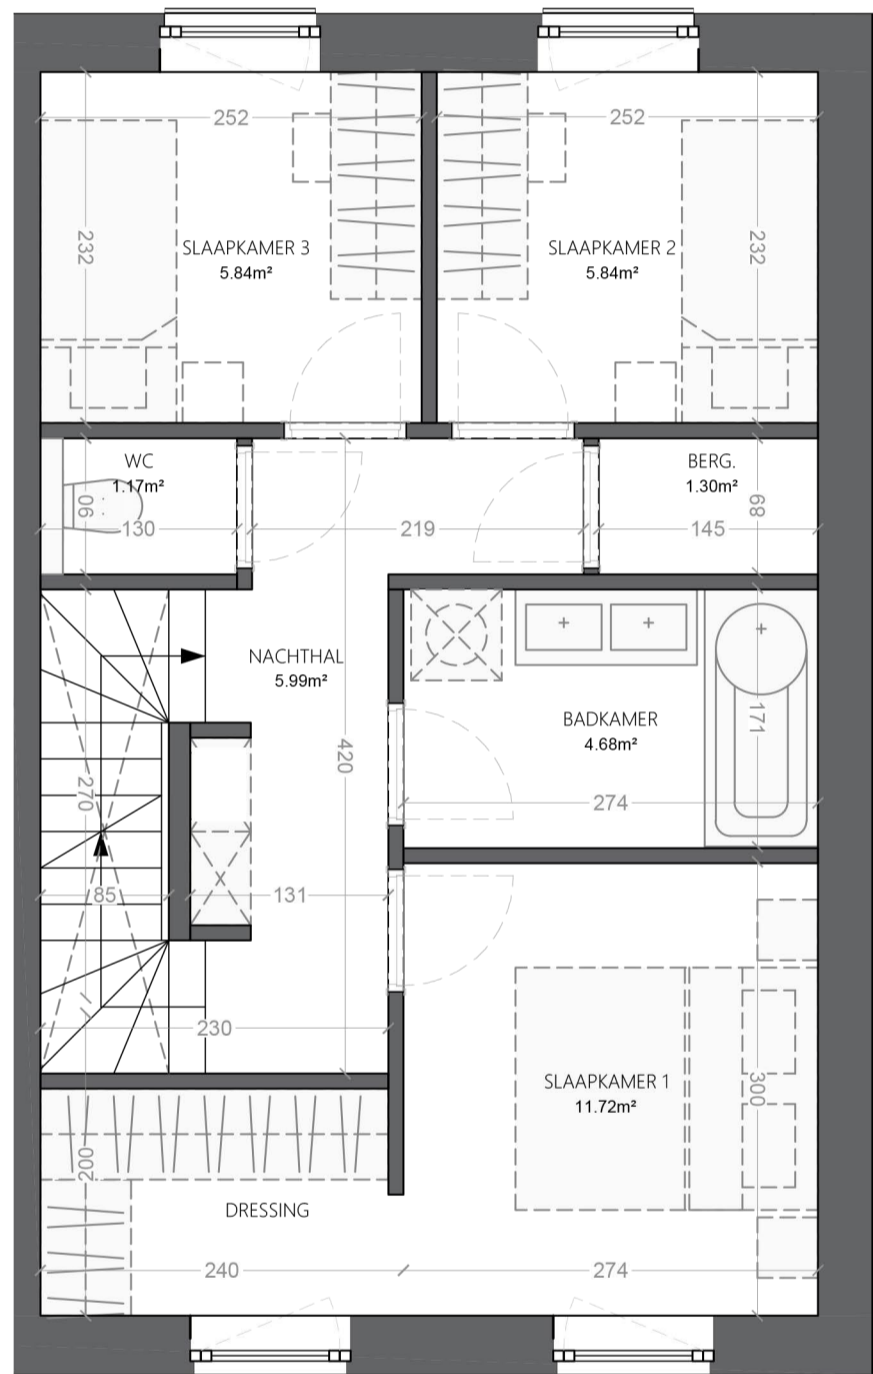 252
252
232
SLAAPKAMER 3
5.84m²
SLAAPKAMER 2
5.84m²
232
WC
1.17m²
90
130
219
BERG.
1.30m²
89
145
NACHTHAL
5.99m²
BADKAMER
4.68m²
171
420
270
274
85
131
230
SLAAPKAMER 1
11.72m²
300
200
DRESSING
240
274